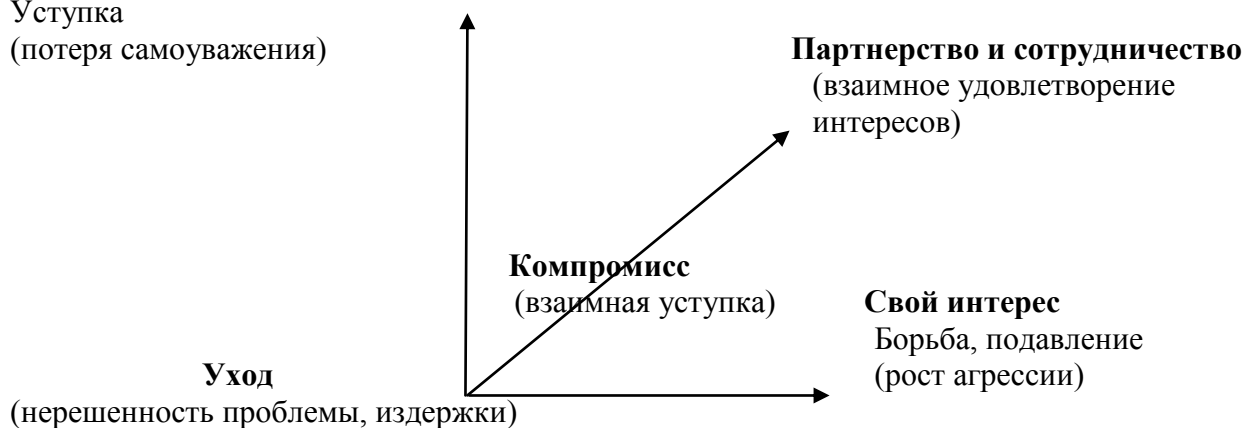 Уступка
(потеря самоуважения)
Партнерство и сотрудничество
(взаимное удовлетворение
интересов)
Компромисс
(взаимная уступка)
Свой интерес
Борьба, подавление
(рост агрессии)
Уход
(нерешенность проблемы, издержки)